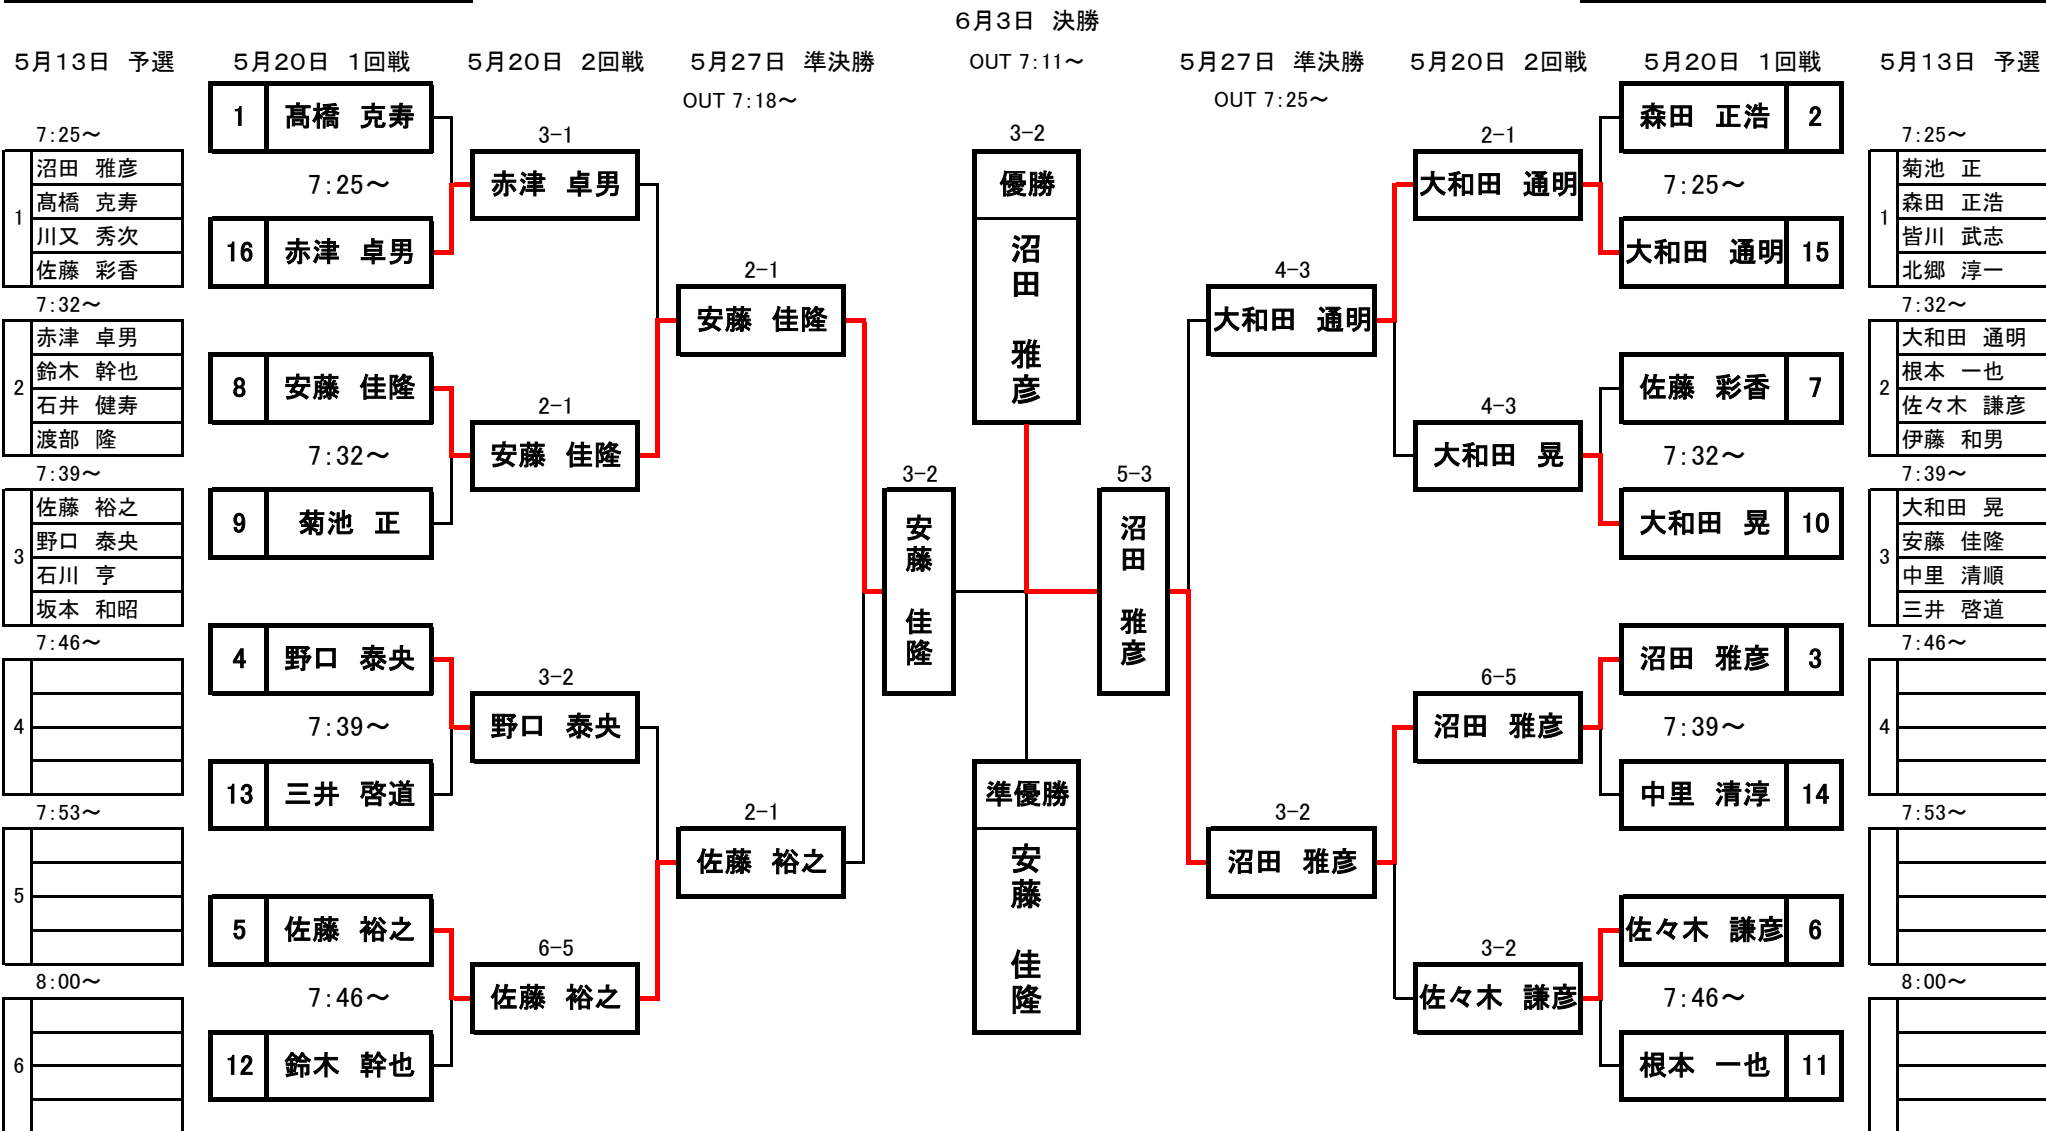 6月3日 決勝
5月13日 予選
5月20日 1回戦
5月20日 2回戦
5月27日 準決勝
OUT 7:11～
5月27日 準決勝
5月20日 2回戦
5月20日 1回戦
5月13日 予選
OUT 7:18～
OUT 7:25～
7:25～
1
沼田 雅彦
髙橋 克寿
川又 秀次
佐藤 彩香
7:32～
2
赤津 卓男
鈴木 幹也
石井 健寿
渡部 隆
7:39～
3
佐藤 裕之
野口 泰央
石川 亨
坂本 和昭
7:46～
4
7:53～
5
8:00～
6
1 髙橋 克寿
7:25～
16 赤津 卓男
8 安藤 佳隆
7:32～
9 菊池 正
4 野口 泰央
7:39～
13 三井 啓道
5 佐藤 裕之
7:46～
12 鈴木 幹也
3-1
赤津 卓男
2-1
安藤 佳隆
3-2
野口 泰央
6-5
佐藤 裕之
2-1
安藤 佳隆
2-1
佐藤 裕之
3-2
安藤 佳隆
3-2
優勝
沼田 雅彦
準優勝
安藤 佳隆
5-3
沼田 雅彦
4-3
大和田 通明
3-2
沼田 雅彦
2-1
大和田 通明
4-3
大和田 晃
6-5
沼田 雅彦
3-2
佐々木 謙彦
森田 正浩 2
7:25～
大和田 通明 15
佐藤 彩香 7
7:32～
大和田 晃 10
沼田 雅彦 3
7:39～
中里 清淳 14
佐々木 謙彦 6
7:46～
根本 一也 11
7:25～
1
菊池 正
森田 正浩
皆川 武志
北郷 淳一
7:32～
2
大和田 通明
根本 一也
佐々木 謙彦
伊藤 和男
7:39～
3
大和田 晃
安藤 佳隆
中里 清順
三井 啓道
7:46～
4
7:53～
5
8:00～